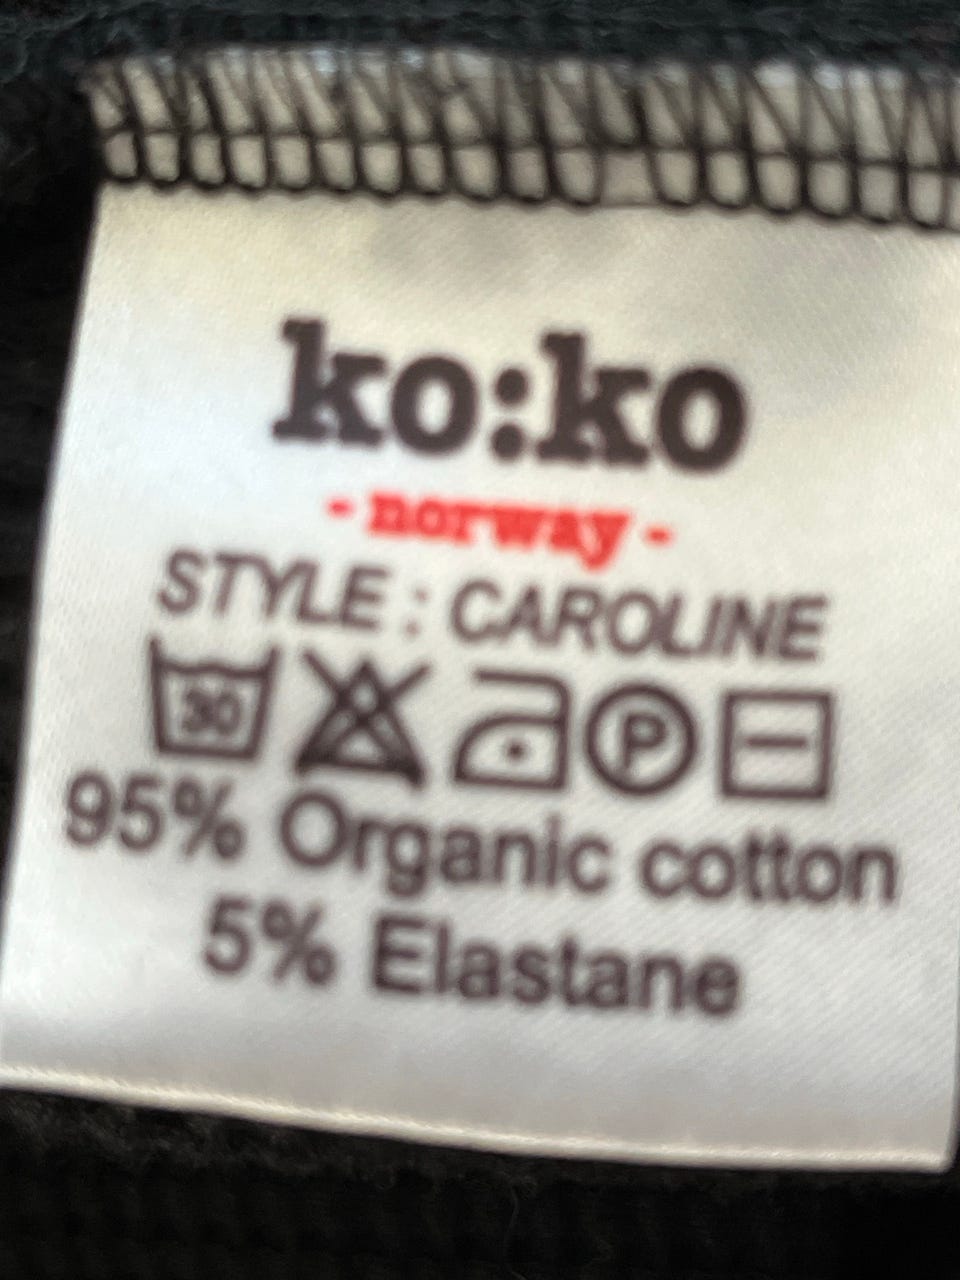 ko:ko
- norway -
STYLE : CAROLINE
30 P
95% Organic cotton
5% Elastane